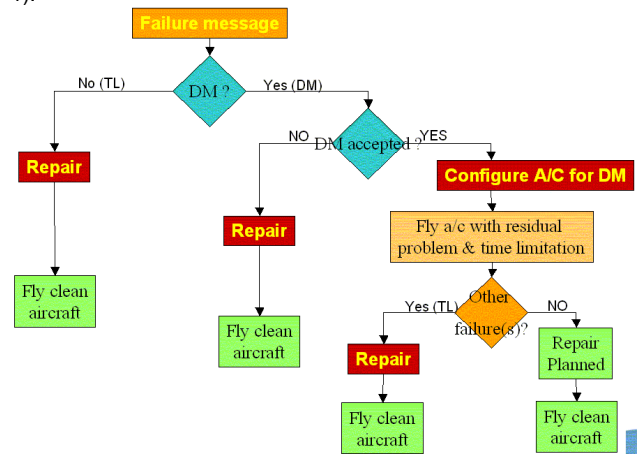 Failure message
No (TL)
DM ?
Yes (DM)
NO
DM accepted ?
YES
Repair
Configure A/C for DM
Repair
Fly a/c with residual
problem & time limitation
Fly clean
aircraft
Other
failure(s)?
Yes (TL)
NO
Fly clean
aircraft
Repair
Repair
Planned
Fly clean
aircraft
Fly clean
aircraft